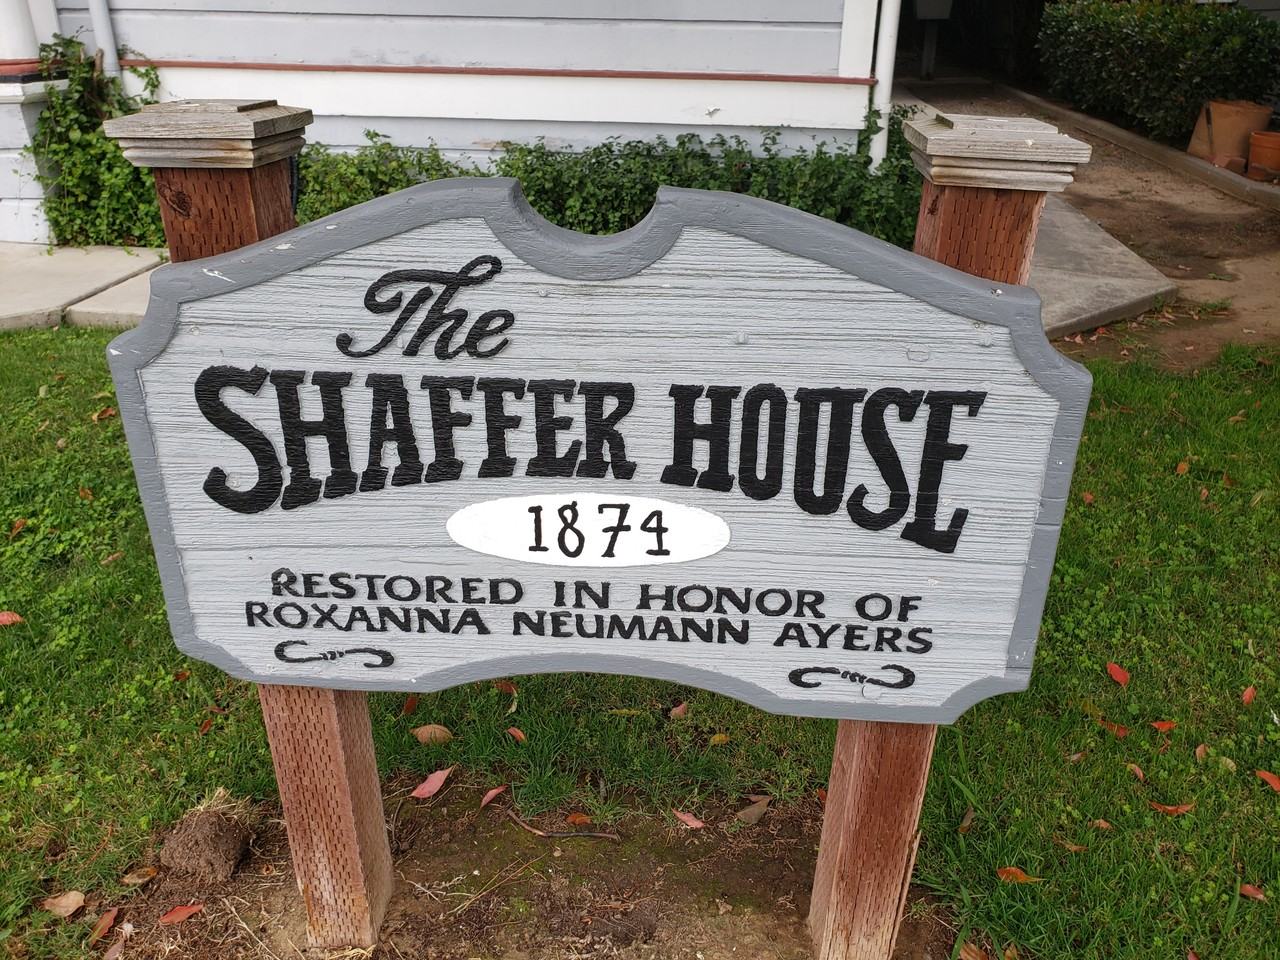 The
SHAFFER HOUSE
1874
RESTORED IN HONOR OF
ROXANNA NEUMANN AYERS